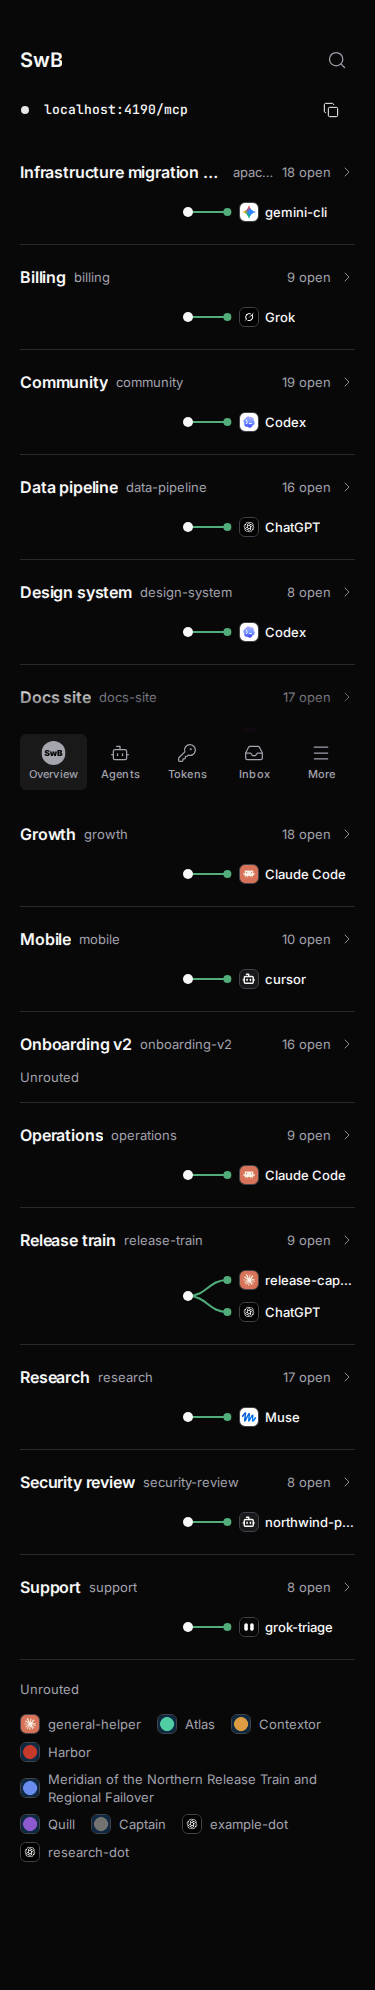 SwB
localhost:4190/mcp
Infrastructure migration ... apac... 18 open
gemini-cli
Billing billing 9 open
Grok
Community community 19 open
Codex
Data pipeline data-pipeline 16 open
ChatGPT
Design system design-system 8 open
Codex
Docs site docs-site 17 open
SwB
Overview Agents Tokens Inbox More
Growth growth 18 open
Claude Code
Mobile mobile 10 open
cursor
Onboarding v2 onboarding-v2 16 open
Unrouted
Operations operations 9 open
Claude Code
Release train release-train 9 open
release-cap...
ChatGPT
Research research 17 open
Muse
Security review security-review 8 open
northwind-p...
Support support 8 open
grok-triage
Unrouted
general-helper Atlas Contextor
Harbor
Meridian of the Northern Release Train and
Regional Failover
Quill Captain example-dot
research-dot